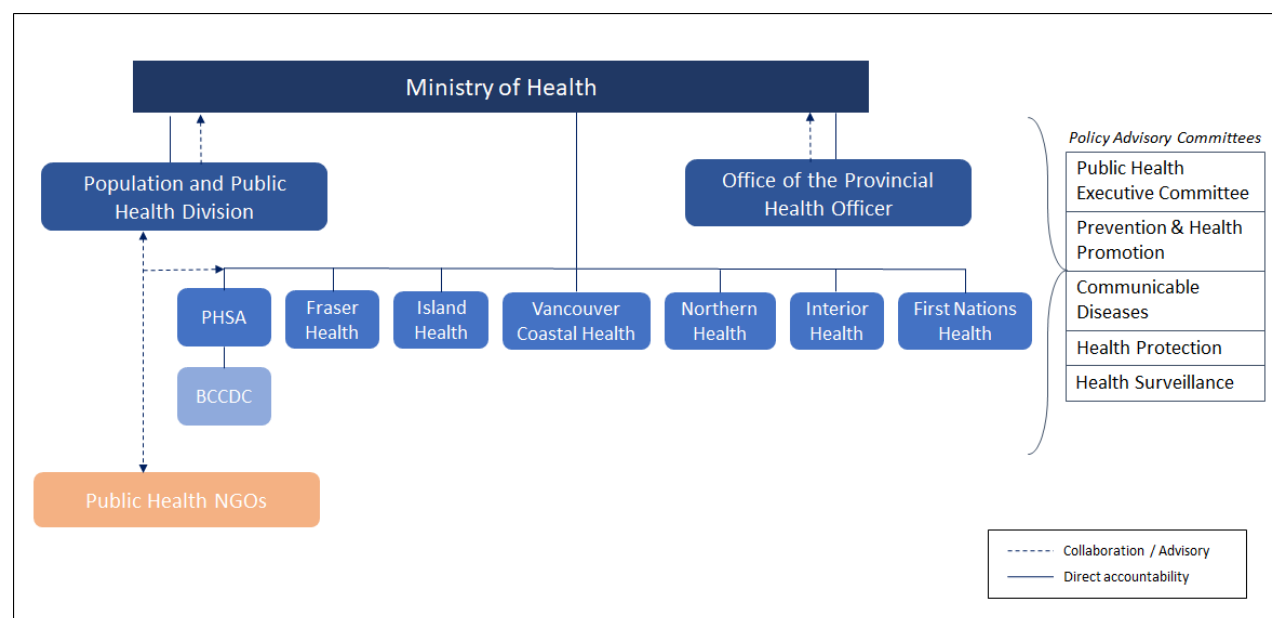 Ministry of Health
Policy Advisory Committees
Population and Public
Health Division
Office of the Provincial
Health Officer
Public Health
Executive Committee
Prevention & Health
Promotion
Communicable
Diseases
Health Protection
Health Surveillance
PHSA
Fraser
Health
Island
Health
Vancouver
Coastal Health
Northern
Health
Interior
Health
First Nations
Health
BCCDC
Public Health NGOs
Collaboration / Advisory
Direct accountability